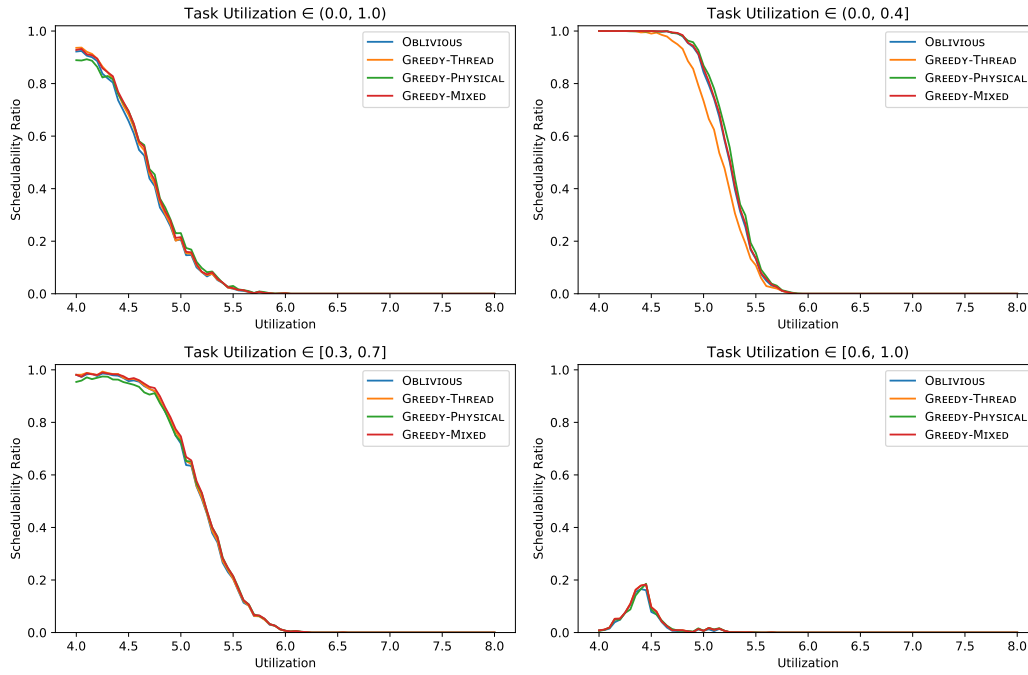 Task Utilization ∈ (0.0, 1.0)
1.0
0.8
0.6
0.4
0.2
0.0
Schedulability Ratio
Oblivious
Greedy-Thread
Greedy-Physical
Greedy-Mixed
4.0 4.5 5.0 5.5 6.0 6.5 7.0 7.5 8.0
Utilization
Task Utilization ∈ (0.0, 0.4]
1.0
0.8
0.6
0.4
0.2
0.0
Schedulability Ratio
Oblivious
Greedy-Thread
Greedy-Physical
Greedy-Mixed
4.0 4.5 5.0 5.5 6.0 6.5 7.0 7.5 8.0
Utilization
Task Utilization ∈ [0.3, 0.7]
1.0
0.8
0.6
0.4
0.2
0.0
Schedulability Ratio
Oblivious
Greedy-Thread
Greedy-Physical
Greedy-Mixed
4.0 4.5 5.0 5.5 6.0 6.5 7.0 7.5 8.0
Utilization
Task Utilization ∈ [0.6, 1.0)
1.0
0.8
0.6
0.4
0.2
0.0
Schedulability Ratio
Oblivious
Greedy-Thread
Greedy-Physical
Greedy-Mixed
4.0 4.5 5.0 5.5 6.0 6.5 7.0 7.5 8.0
Utilization